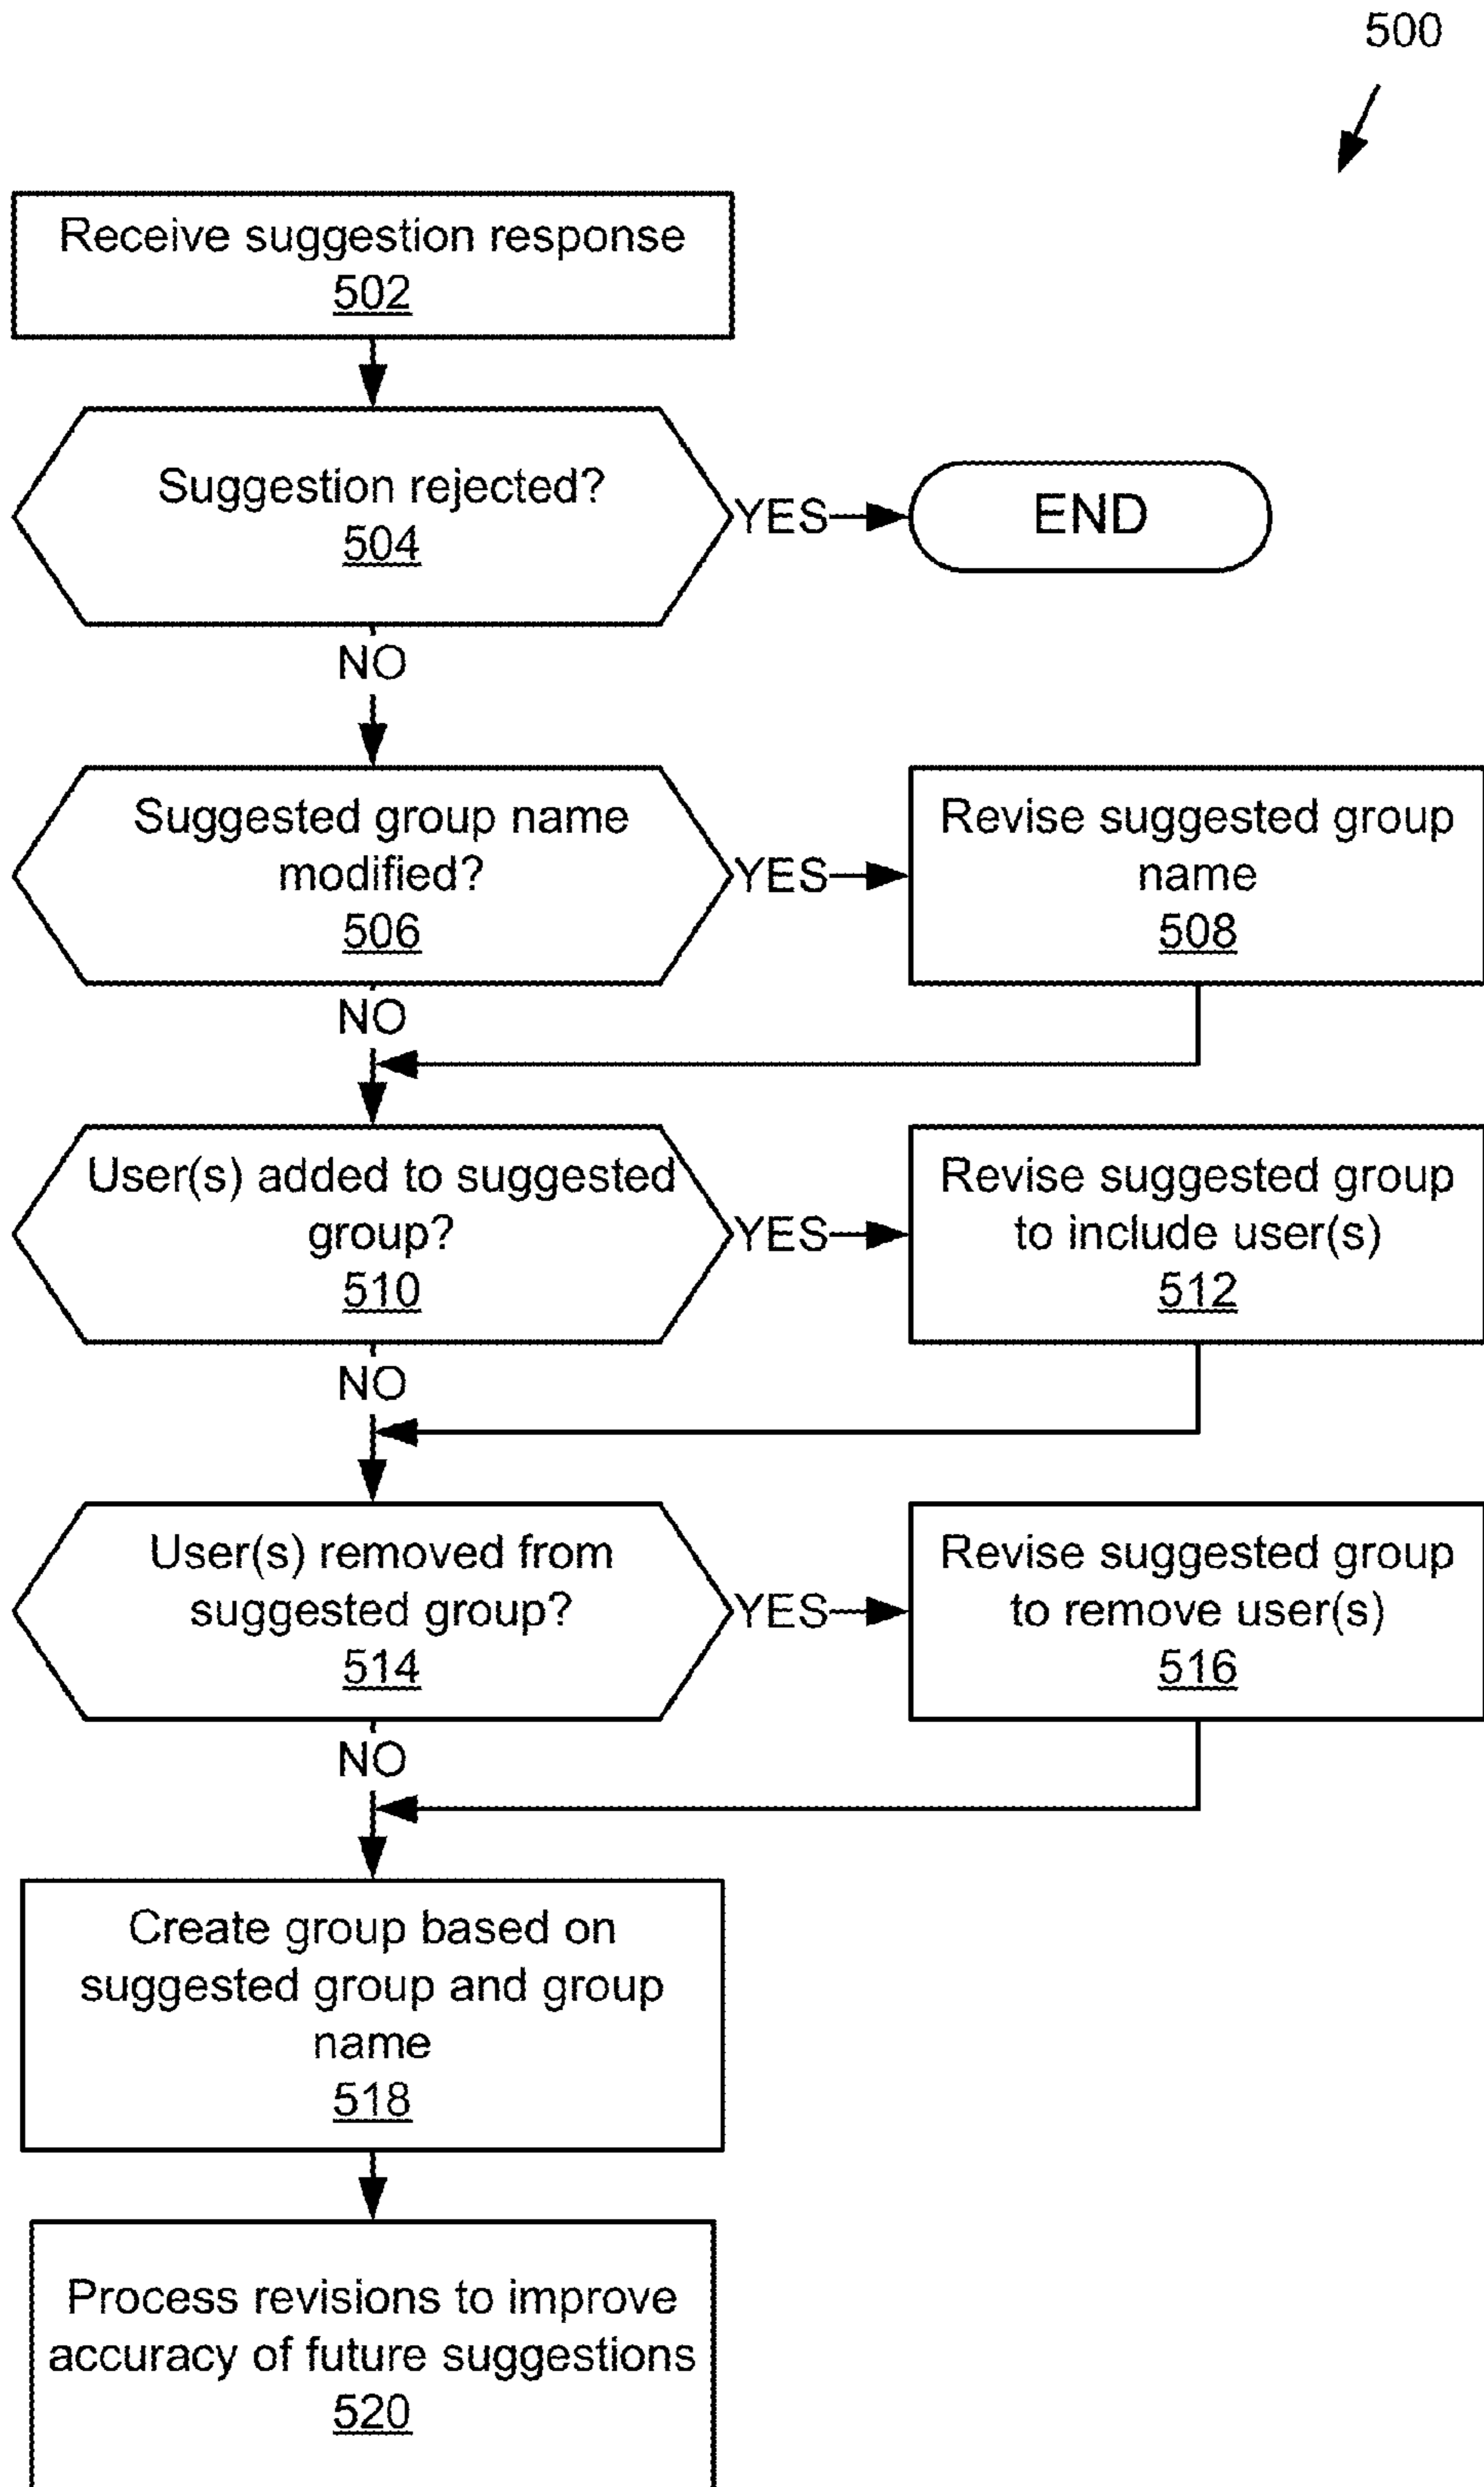 500
Receive suggestion response
502
Suggestion rejected?
504
YES
END
NO
Suggested group name
modified?
506
YES
Revise suggested group
name
508
NO
User(s) added to suggested
group?
510
YES
Revise suggested group
to include user(s)
512
NO
User(s) removed from
suggested group?
514
YES
Revise suggested group
to remove user(s)
516
NO
Create group based on
suggested group and group
name
518
Process revisions to improve
accuracy of future suggestions
520